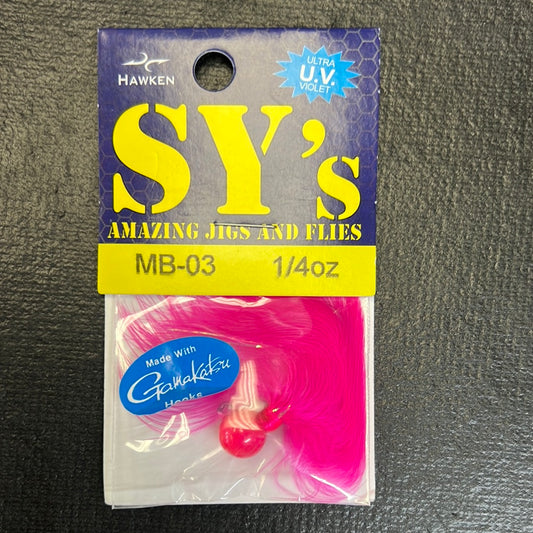 HAWKEN
ULTRA
U.V.
VIOLET
SY's
AMAZING JIGS AND FLIES
MB-03 1/4oz
Made With
Gamakatsu
Hooks